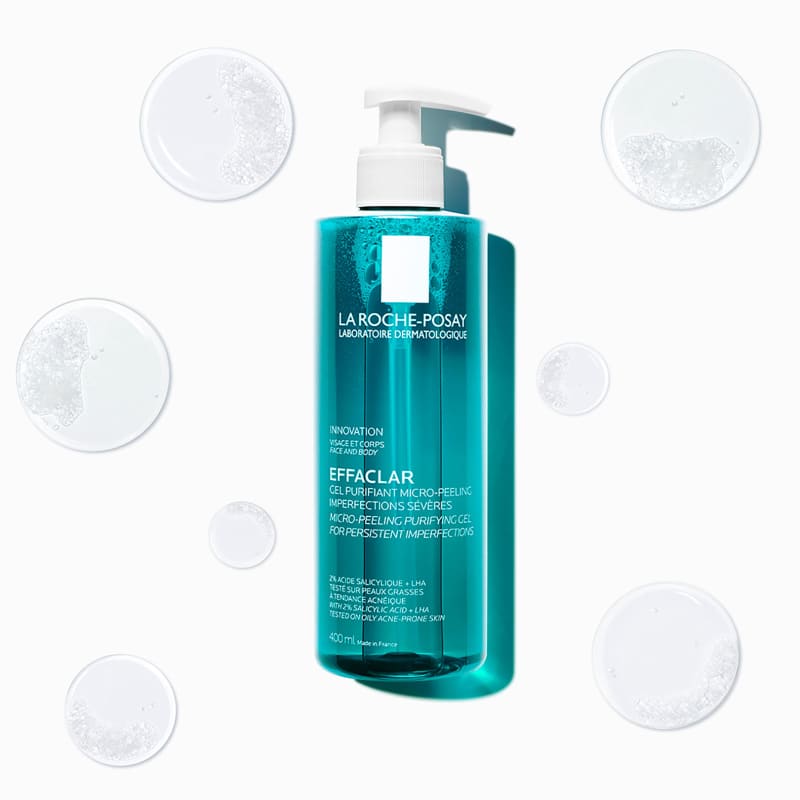 LA ROCHE-POSAY
LABORATOIRE DERMATOLOGIQUE
INNOVATION
VISAGE ET CORPS
FACE AND BODY
EFFACLAR
GEL PURIFIANT MICRO-PEELING
IMPERFECTIONS SÉVÈRES
MICRO-PEELING PURIFYING GEL
FOR PERSISTENT IMPERFECTIONS
2% ACIDE SALICYLIQUE + LHA
TESTÉ SUR PEAUX GRASSES
À TENDANCE ACNÉIQUE
WITH 2% SALICYLIC ACID + LHA
TESTED ON OILY ACNE-PRONE SKIN
400 ml Made in France